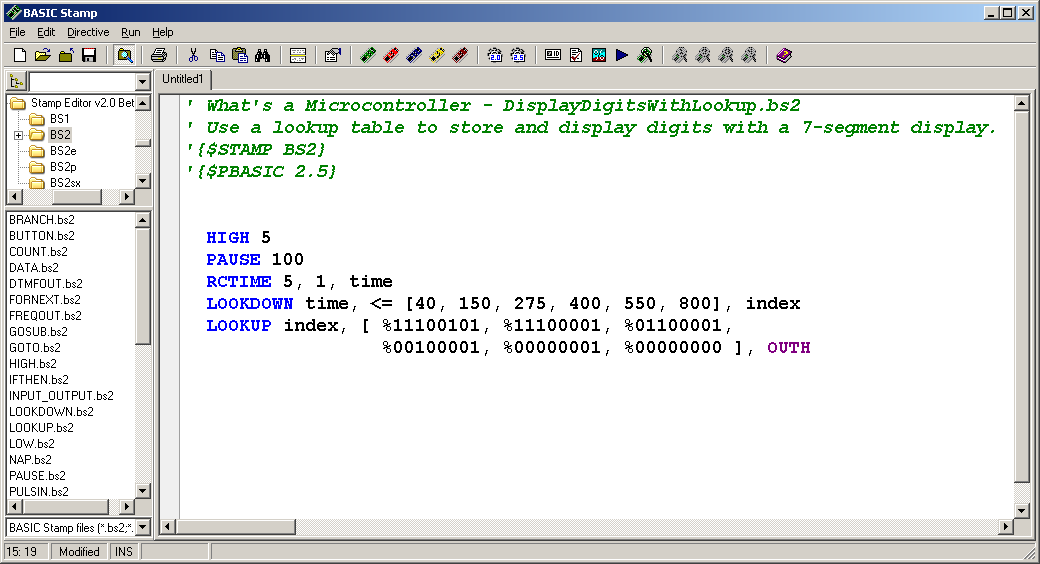 BASIC Stamp
File Edit Directive Run Help
Untitled1
Stamp Editor v2.0 Bet
BS1
BS2
BS2e
BS2p
BS2sx
BRANCH.bs2
BUTTON.bs2
COUNT.bs2
DATA.bs2
DTMFOUT.bs2
FORNEXT.bs2
FREQOUT.bs2
GOSUB.bs2
GOTO.bs2
HIGH.bs2
IFTHEN.bs2
INPUT_OUTPUT.bs2
LOOKDOWN.bs2
LOOKUP.bs2
LOW.bs2
NAP.bs2
PAUSE.bs2
PULSIN.bs2
BASIC Stamp files (*.bs2;*.
' What's a Microcontroller - DisplayDigitsWithLookup.bs2
' Use a lookup table to store and display digits with a 7-segment display.
'{$STAMP BS2}
'{$PBASIC 2.5}
HIGH 5
PAUSE 100
RCTIME 5, 1, time
LOOKDOWN time, <= [40, 150, 275, 400, 550, 800], index
LOOKUP index, [ %11100101, %11100001, %01100001,
%00100001, %00000001, %00000000 ], OUTH
15: 19 Modified INS